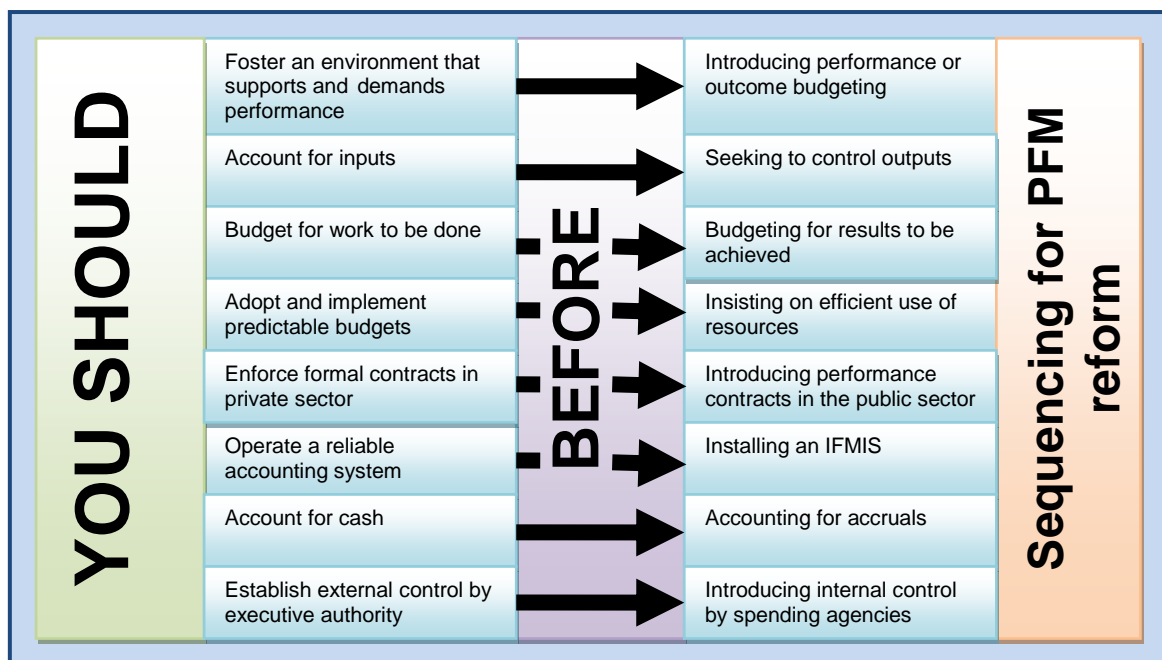 YOU SHOULD
Foster an environment that
supports and demands
performance
Introducing performance or
outcome budgeting
Account for inputs
Seeking to control outputs
Budget for work to be done
Budgeting for results to be
achieved
Adopt and implement
predictable budgets
Insisting on efficient use of
resources
Enforce formal contracts in
private sector
Introducing performance
contracts in the public sector
Operate a reliable
accounting system
Installing an IFMIS
Account for cash
Accounting for accruals
Establish external control by
executive authority
Introducing internal control
by spending agencies
BEFORE
Sequencing for PFM
reform